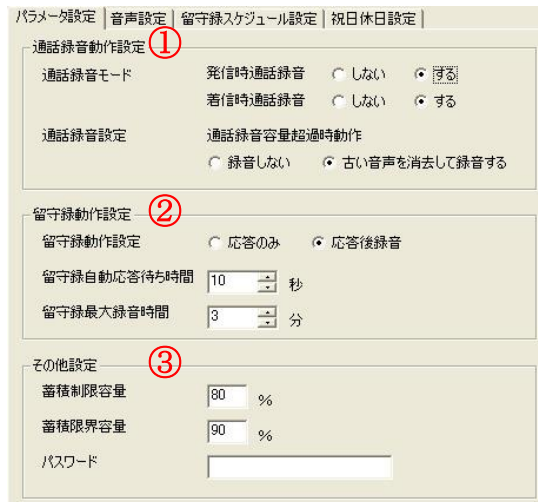 パラメータ設定 音声設定 留守録スケジュール設定 祝日休日設定
通話録音動作設定 ①
通話録音モード 発信時通話録音 しない する
着信時通話録音 しない する
通話録音設定 通話録音容量超過時動作
録音しない 古い音声を消去して録音する
留守録動作設定 ②
留守録動作設定 応答のみ 応答後録音
留守録自動応答待ち時間 10 秒
留守録最大録音時間 3 分
その他設定 ③
蓄積制限容量 80 %
蓄積限界容量 90 %
パスワード